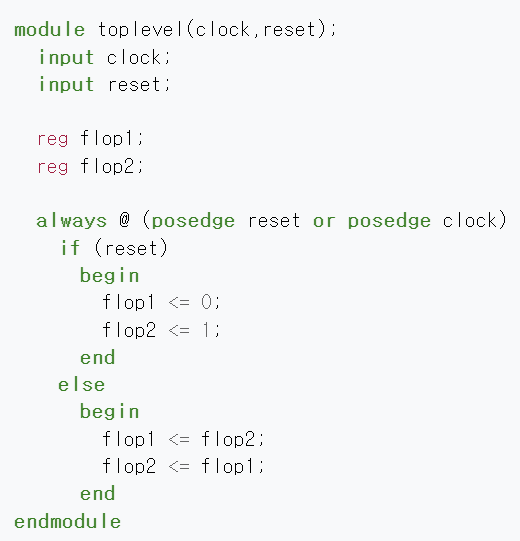 module toplevel(clock,reset);
  input clock;
  input reset;

  reg flop1;
  reg flop2;

  always @ (posedge reset or posedge clock)
    if (reset)
      begin
        flop1 <= 0;
        flop2 <= 1;
      end
    else
      begin
        flop1 <= flop2;
        flop2 <= flop1;
      end
endmodule